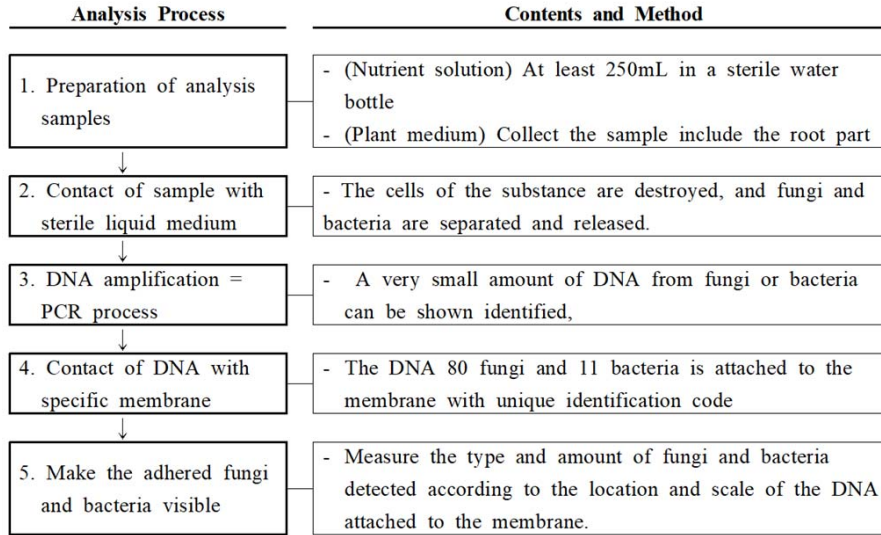 Analysis Process
Contents and Method
1. Preparation of analysis
samples
- (Nutrient solution) At least 250mL in a sterile water
bottle
- (Plant medium) Collect the sample include the root part
2. Contact of sample with
sterile liquid medium
- The cells of the substance are destroyed, and fungi and
bacteria are separated and released.
3. DNA amplification =
PCR process
- A very small amount of DNA from fungi or bacteria
can be shown identified,
4. Contact of DNA with
specific membrane
- The DNA 80 fungi and 11 bacteria is attached to the
membrane with unique identification code
5. Make the adhered fungi
and bacteria visible
- Measure the type and amount of fungi and bacteria
detected according to the location and scale of the DNA
attached to the membrane.